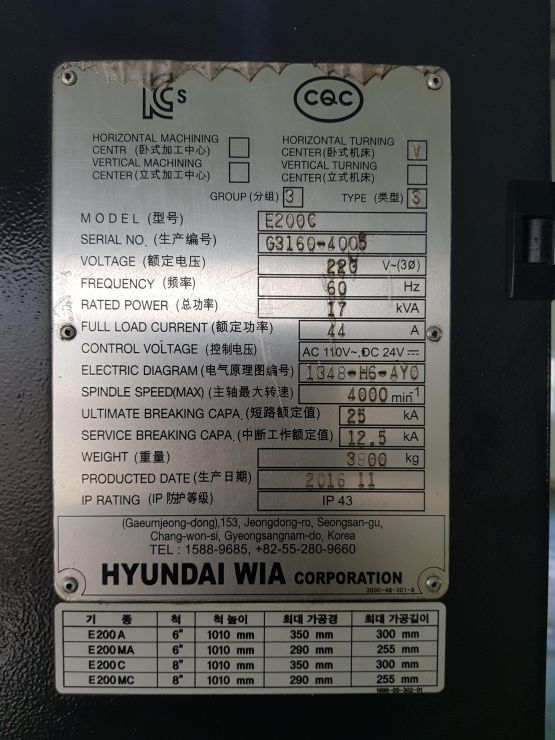 KCs CQC
HORIZONTAL MACHINING
CENTR (卧式加工中心)
HORIZONTAL TURNING
CENTER(卧式机床) V
VERTICAL MACHINING
CENTER(立式加工中心)
VERTICAL TURNING
CENTER(立式机床)
GROUP(分组) 3 TYPE (类型) S
MODEL (型号) E200C
SERIAL NO. (生产编号) G3160-4005
VOLTAGE (额定电压) 220 V~(3Ø)
FREQUENCY (频率) 60 Hz
RATED POWER (总功率) 17 kVA
FULL LOAD CURRENT (额定功率) 44 A
CONTROL VOLTAGE (控制电压) AC 110V~, DC 24V⎓
ELECTRIC DIAGRAM (电气原理图编号) 1348-H6-AY0
SPINDLE SPEED(MAX) (主轴最大转速) 4000 min⁻¹
ULTIMATE BREAKING CAPA. (短路额定值) 25 kA
SERVICE BREAKING CAPA. (中断工作额定值) 12.5 kA
WEIGHT (重量) 3800 kg
PRODUCTED DATE (生产日期) 2016 11
IP RATING (IP 防护等级) IP 43
(Gaeumjeong-dong),153, Jeongdong-ro, Seongsan-gu,
Chang-won-si, Gyeongsangnam-do, Korea
TEL : 1588-9685, +82-55-280-9660
HYUNDAI WIA CORPORATION
3000-48-301-8
기 종 척 척 높이 최대 가공경 최대 가공길이
E200A 6" 1010 mm 350 mm 300 mm
E200MA 6" 1010 mm 290 mm 255 mm
E200C 8" 1010 mm 350 mm 300 mm
E200MC 8" 1010 mm 290 mm 255 mm